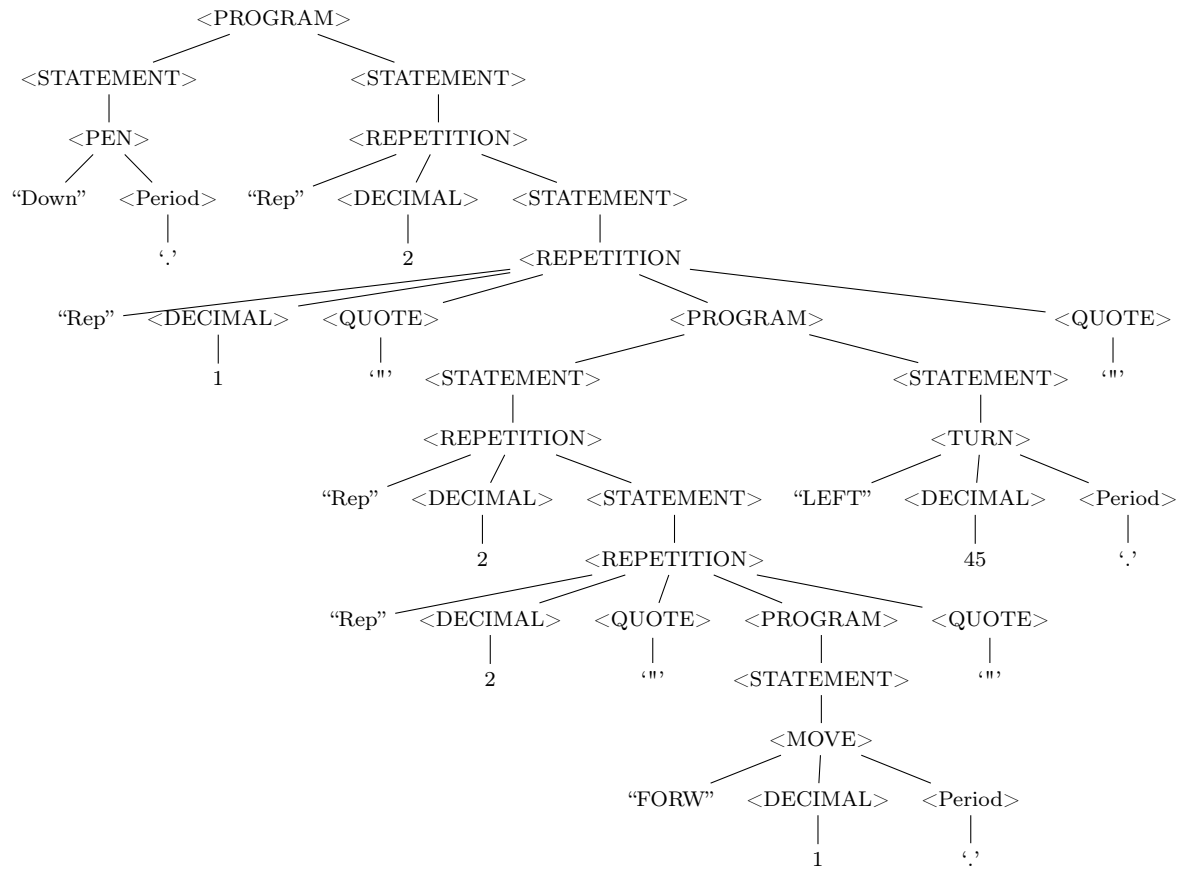 <PROGRAM>
<STATEMENT> <STATEMENT>
<PEN> <REPETITION>
“Down” <Period> “Rep” <DECIMAL> <STATEMENT>
‘.’ 2 <REPETITION
“Rep” <DECIMAL> <QUOTE> <PROGRAM> <QUOTE>
1 ‘"’ <STATEMENT> <STATEMENT> ‘"’
<REPETITION> <TURN>
“Rep” <DECIMAL> <STATEMENT> “LEFT” <DECIMAL> <Period>
2 <REPETITION> 45 ‘.’
“Rep” <DECIMAL> <QUOTE> <PROGRAM> <QUOTE>
2 ‘"’ <STATEMENT> ‘"’
<MOVE>
“FORW” <DECIMAL> <Period>
1 ‘.’